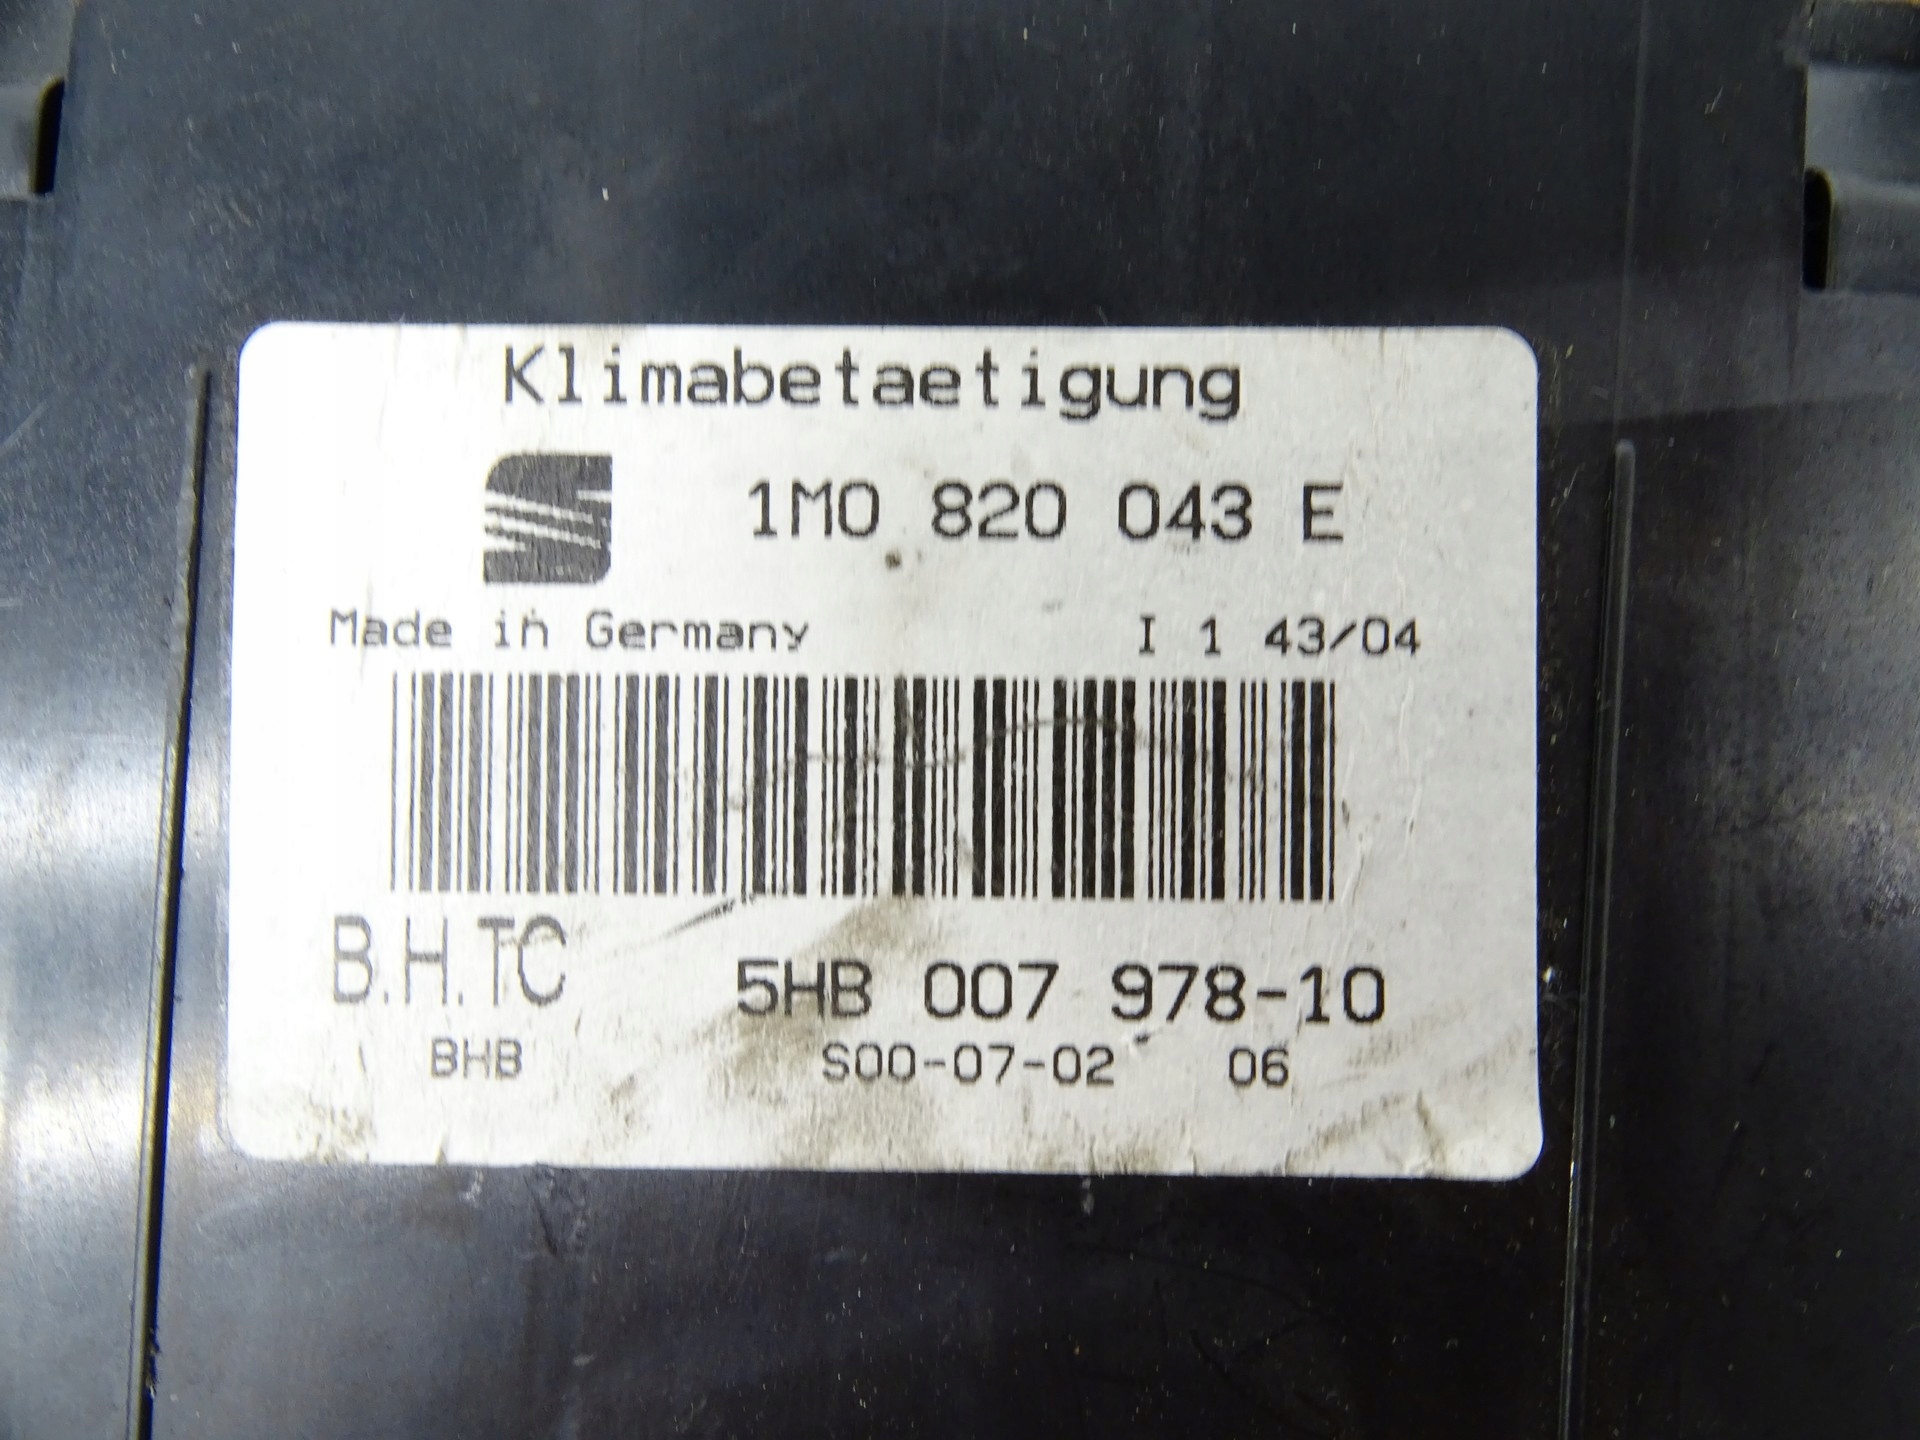 Klimabetaetigung
1M0 820 043 E
Made in Germany I 1 43/04
B.H.TC 5HB 007 978-10
BHB S00-07-02 06